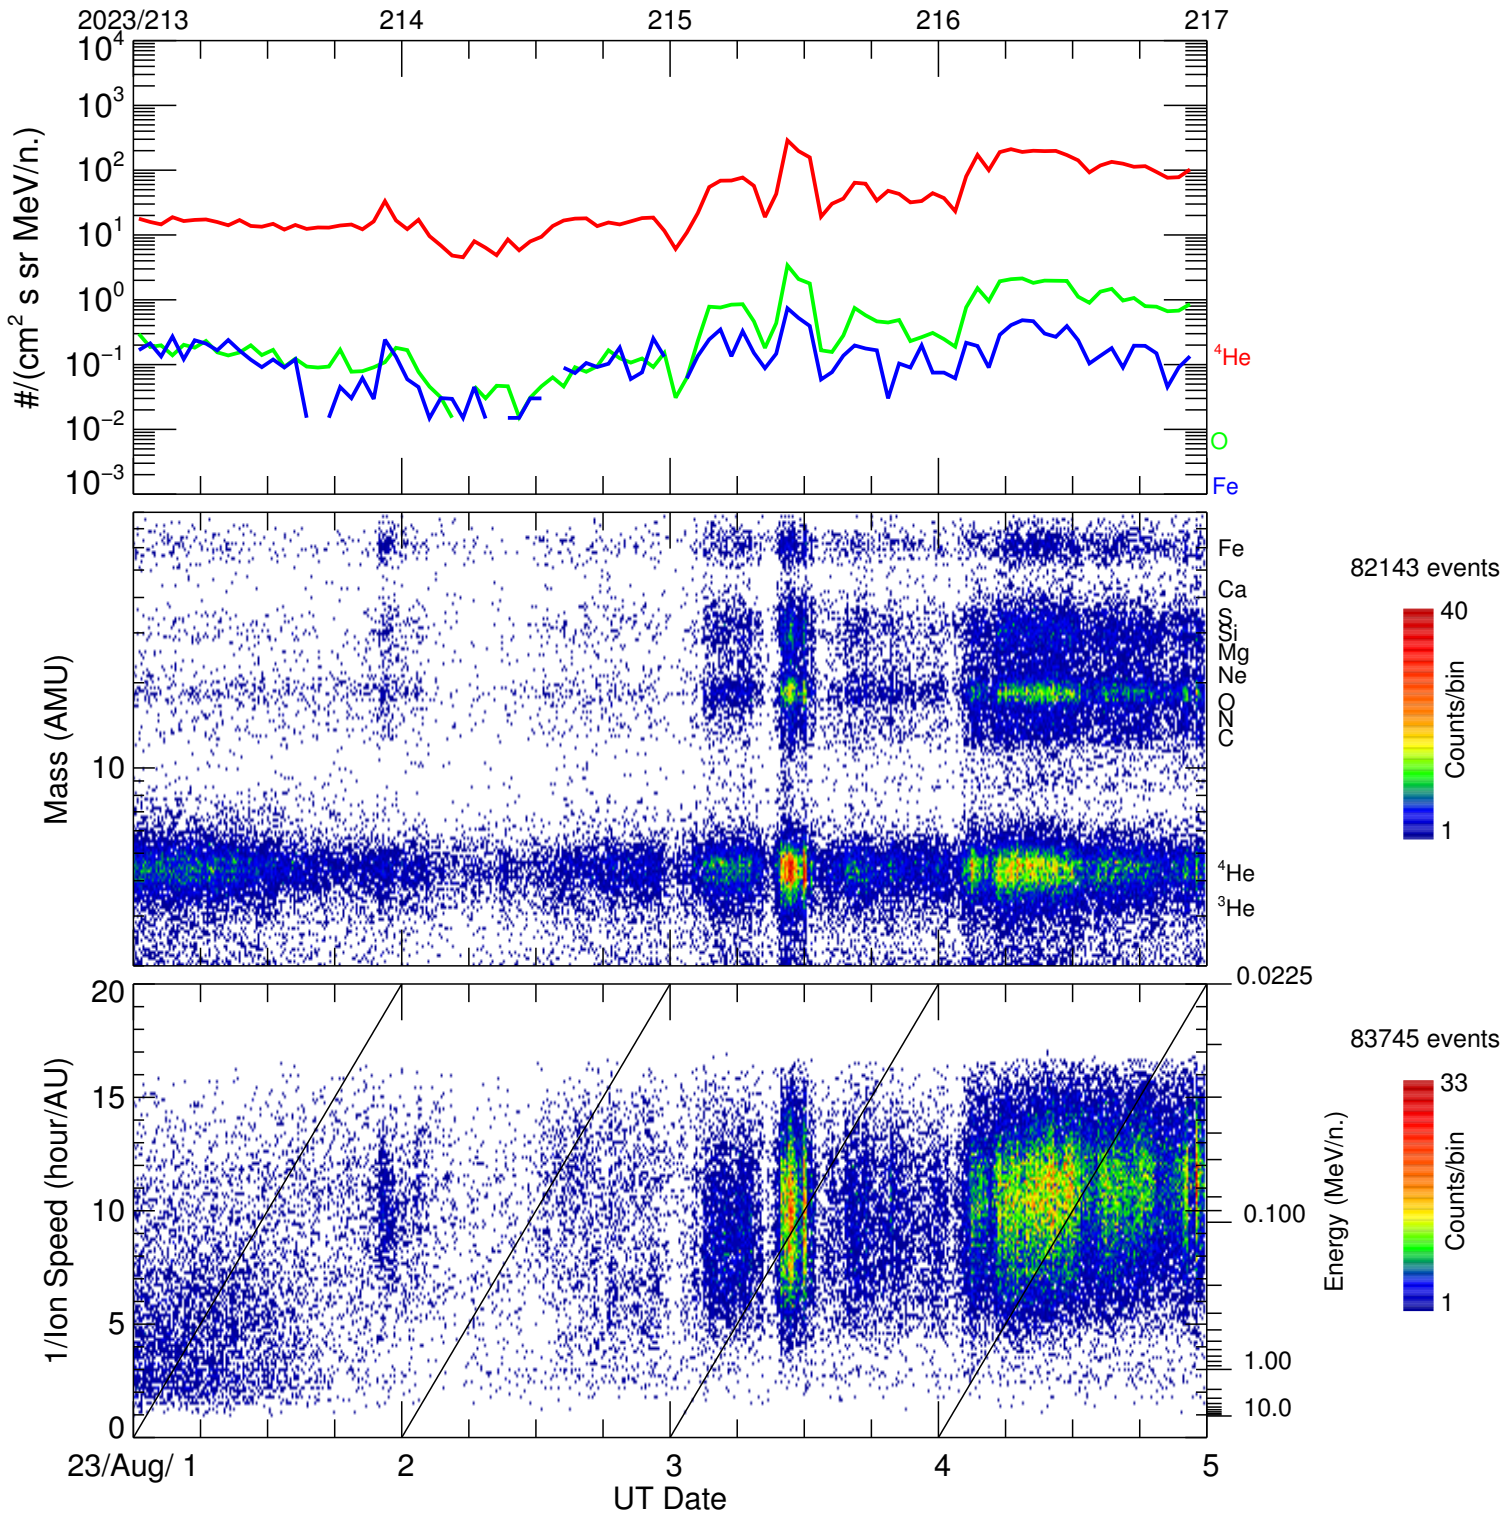 2023/213 214 215 216 217
10^4
10^3
10^2
10^1
10^0
10^−1
10^−2
10^−3
#/(cm^2 s sr MeV/n.)
^4He
O
Fe
Mass (AMU)
10
Fe
Ca
S
Si
Mg
Ne
O
N
C
^4He
^3He
82143 events
40
Counts/bin
1
1/Ion Speed (hour/AU)
20
15
10
5
0
0.0225
0.100
1.00
10.0
Energy (MeV/n.)
83745 events
33
Counts/bin
1
23/Aug/ 1 2 3 4 5
UT Date